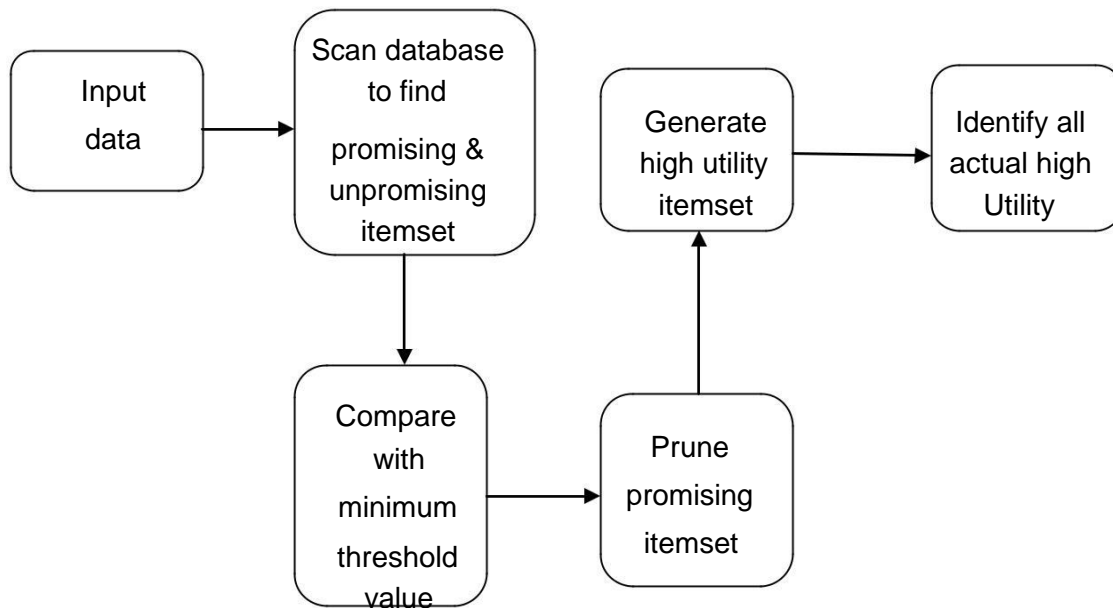 Input
data
Scan database
to find
promising &
unpromising
itemset
Compare
with
minimum
threshold
value
Prune
promising
itemset
Generate
high utility
itemset
Identify all
actual high
Utility